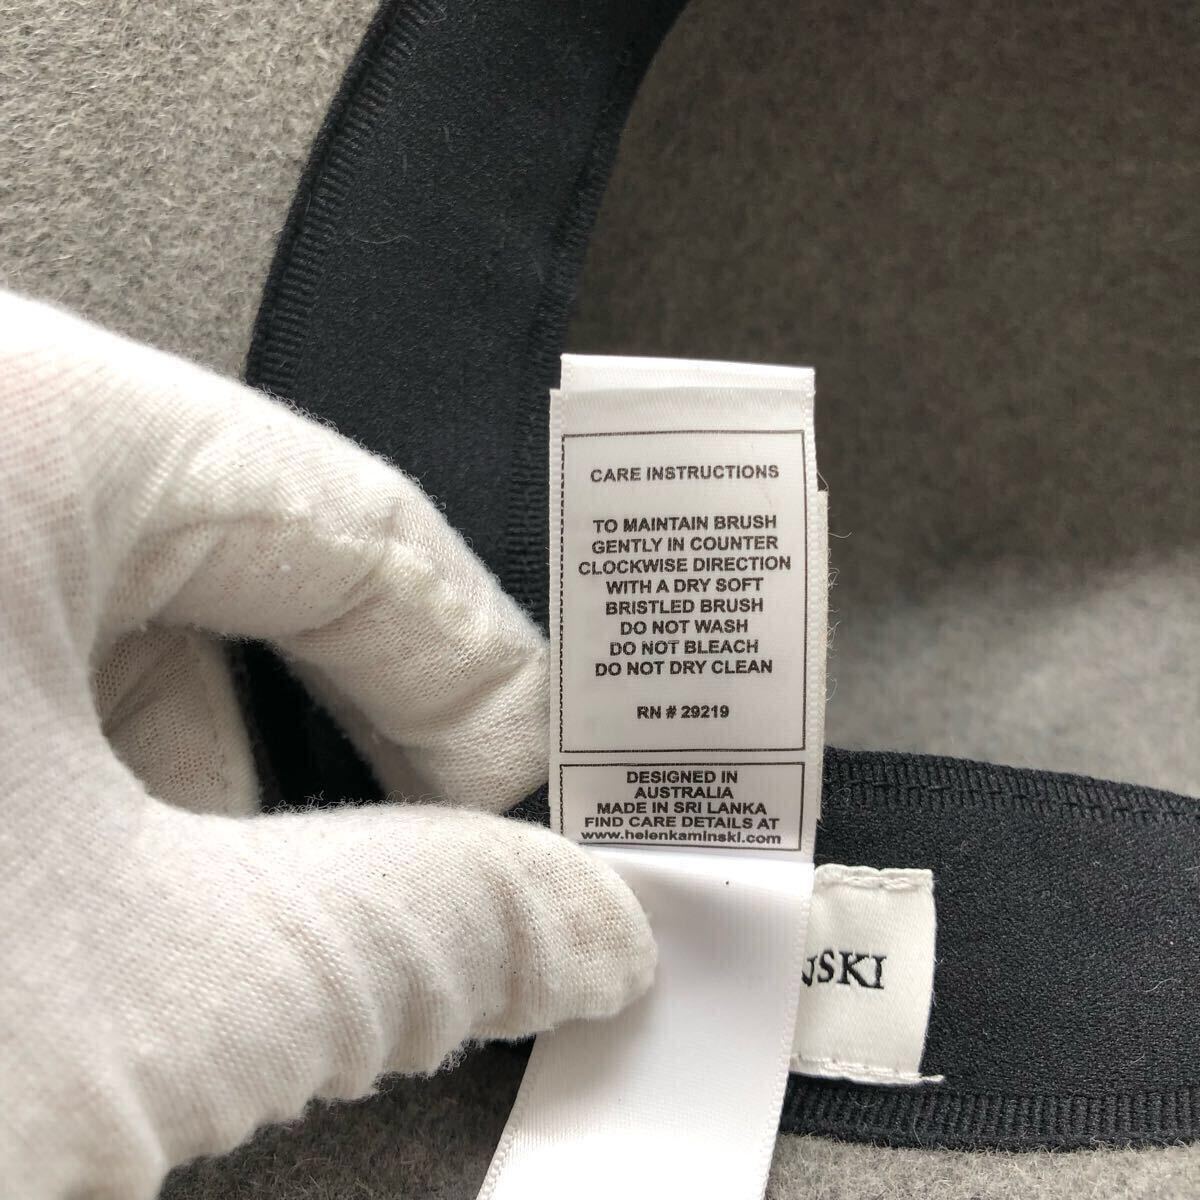 CARE INSTRUCTIONS
TO MAINTAIN BRUSH
GENTLY IN COUNTER
CLOCKWISE DIRECTION
WITH A DRY SOFT
BRISTLED BRUSH
DO NOT WASH
DO NOT BLEACH
DO NOT DRY CLEAN
RN # 29219
DESIGNED IN
AUSTRALIA
MADE IN SRI LANKA
FIND CARE DETAILS AT
www.helenkaminski.com
NSKI